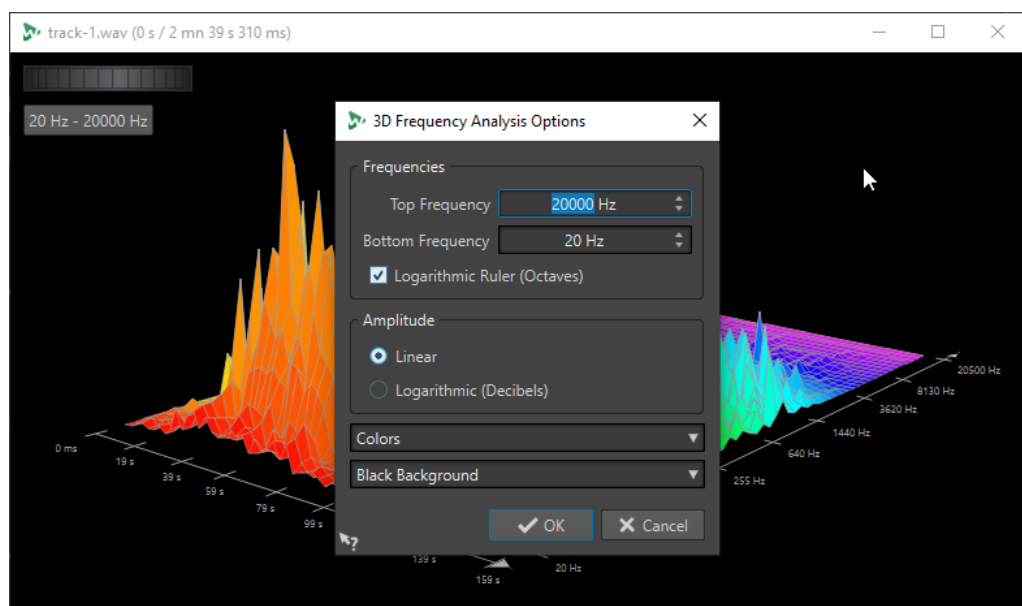 track-1.wav (0 s / 2 mn 39 s 310 ms)
20 Hz - 20000 Hz
3D Frequency Analysis Options
Frequencies
Top Frequency 20000 Hz
Bottom Frequency 20 Hz
Logarithmic Ruler (Octaves)
Amplitude
Linear
Logarithmic (Decibels)
Colors
Black Background
OK Cancel
0 ms
19 s
39 s
59 s
79 s
99 s
139 s
159 s
20 Hz
255 Hz
640 Hz
1440 Hz
3620 Hz
8130 Hz
20500 Hz